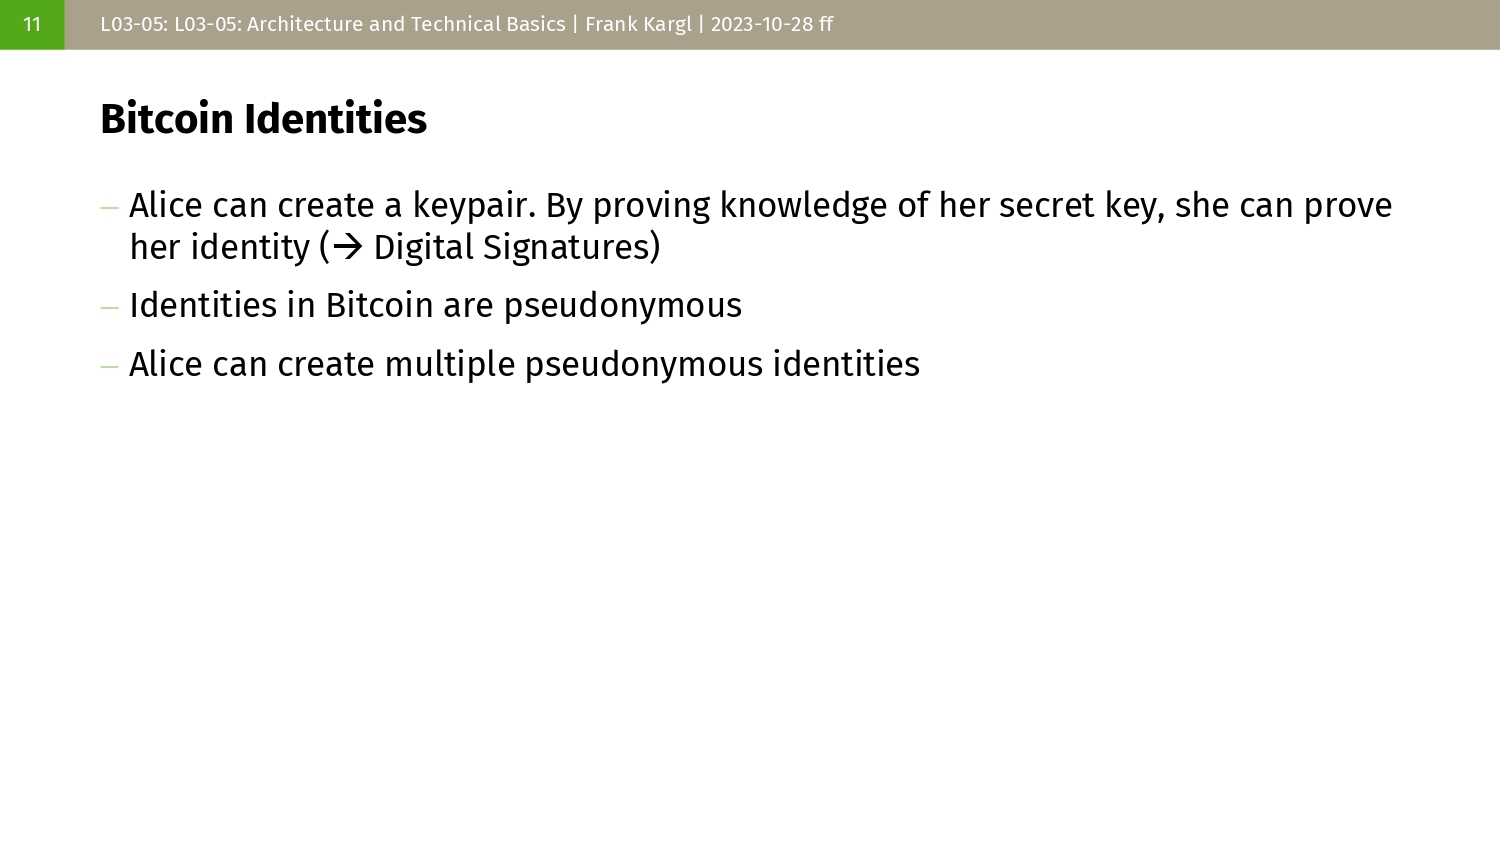 11
L03-05: L03-05: Architecture and Technical Basics | Frank Kargl | 2023-10-28 ff
Bitcoin Identities
– Alice can create a keypair. By proving knowledge of her secret key, she can prove
her identity (→ Digital Signatures)
– Identities in Bitcoin are pseudonymous
– Alice can create multiple pseudonymous identities